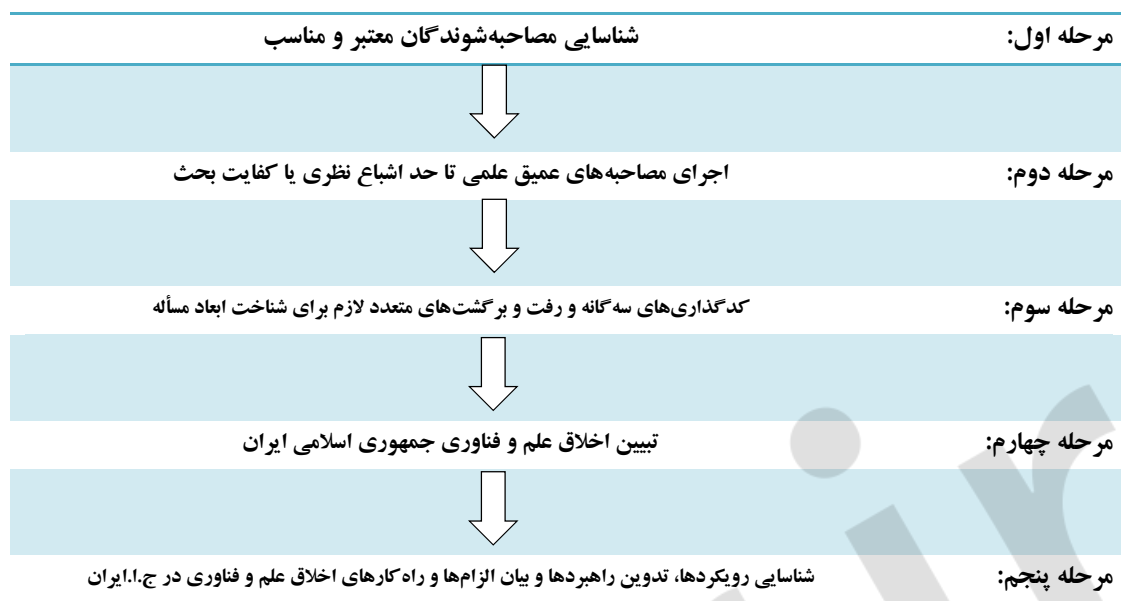 مرحله اول: شناسایی مصاحبه‌شوندگان معتبر و مناسب
مرحله دوم: اجرای مصاحبه‌های عمیق علمی تا حد اشباع نظری یا کفایت بحث
مرحله سوم: کدگذاری‌های سه‌گانه و رفت و برگشت‌های متعدد لازم برای شناخت ابعاد مسأله
مرحله چهارم: تبیین اخلاق علم و فناوری جمهوری اسلامی ایران
مرحله پنجم: شناسایی رویکردها، تدوین راهبردها و بیان الزام‌ها و راه‌کارهای اخلاق علم و فناوری در ج.ا.ایران